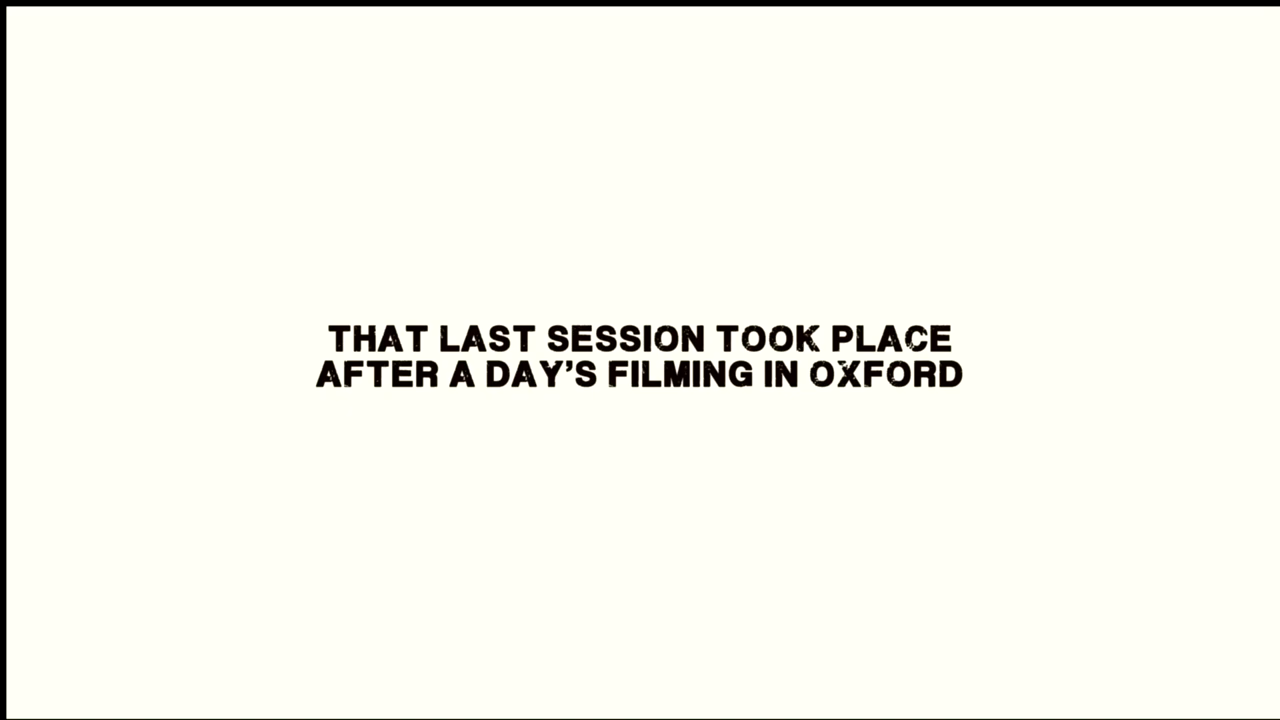 THAT LAST SESSION TOOK PLACE
AFTER A DAY’S FILMING IN OXFORD